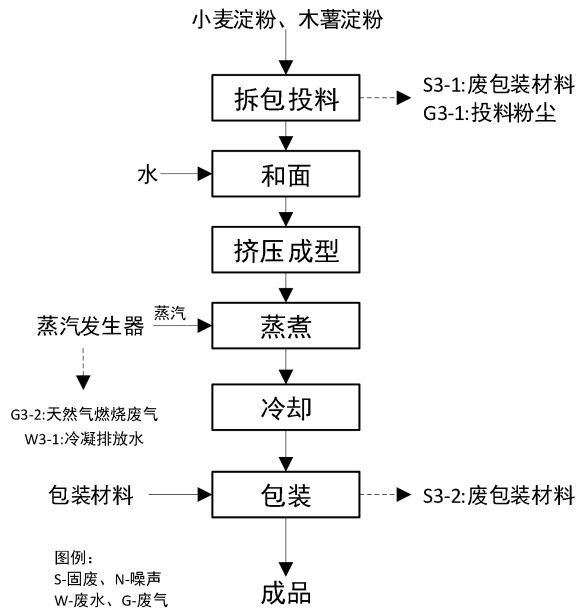 小麦淀粉、木薯淀粉
拆包投料
S3-1:废包装材料
G3-1:投料粉尘
水
和面
挤压成型
蒸汽发生器
蒸汽
蒸煮
G3-2:天然气燃烧废气
W3-1:冷凝排放水
冷却
包装材料
包装
S3-2:废包装材料
图例：
S-固废、N-噪声
W-废水、G-废气
成品